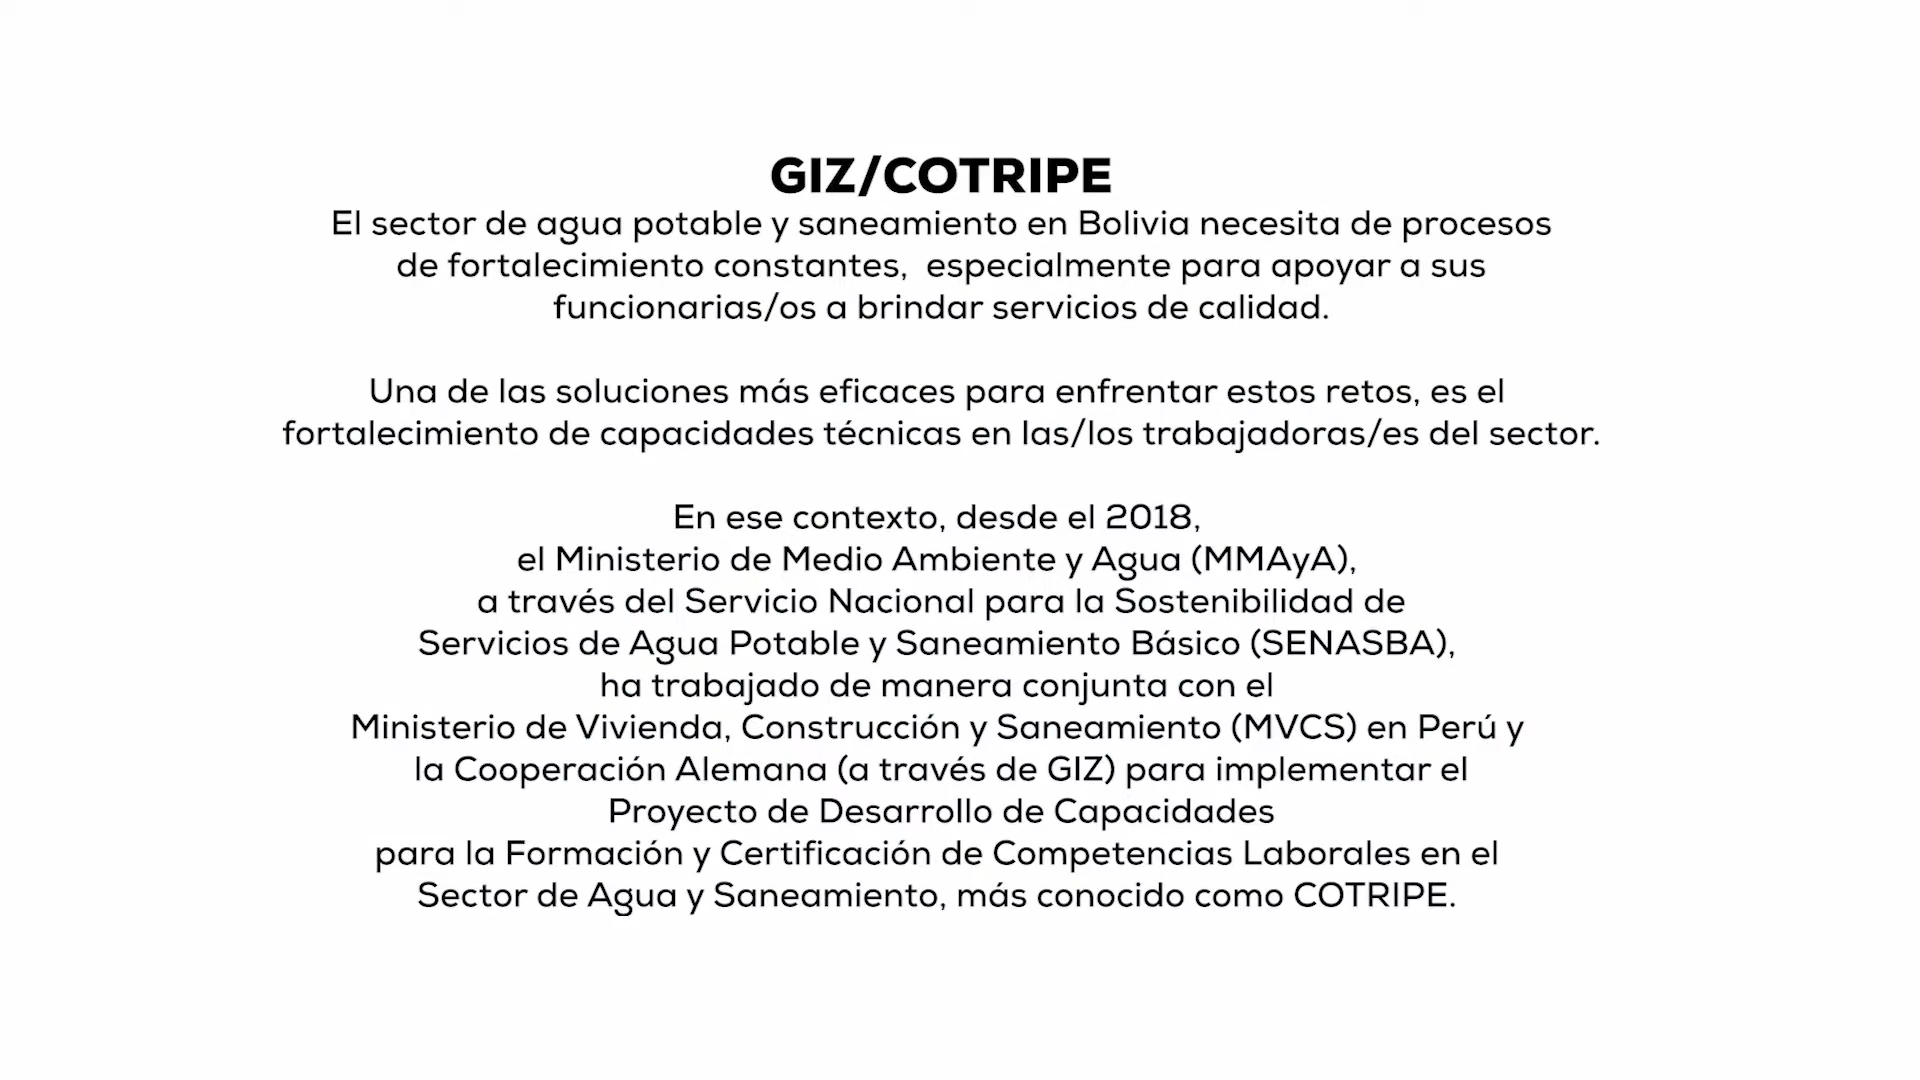 GIZ/COTRIPE
El sector de agua potable y saneamiento en Bolivia necesita de procesos
de fortalecimiento constantes,  especialmente para apoyar a sus
funcionarias/os a brindar servicios de calidad.
Una de las soluciones más eficaces para enfrentar estos retos, es el
fortalecimiento de capacidades técnicas en las/los trabajadoras/es del sector.
En ese contexto, desde el 2018,
el Ministerio de Medio Ambiente y Agua (MMAyA),
a través del Servicio Nacional para la Sostenibilidad de
Servicios de Agua Potable y Saneamiento Básico (SENASBA),
ha trabajado de manera conjunta con el
Ministerio de Vivienda, Construcción y Saneamiento (MVCS) en Perú y
la Cooperación Alemana (a través de GIZ) para implementar el
Proyecto de Desarrollo de Capacidades
para la Formación y Certificación de Competencias Laborales en el
Sector de Agua y Saneamiento, más conocido como COTRIPE.